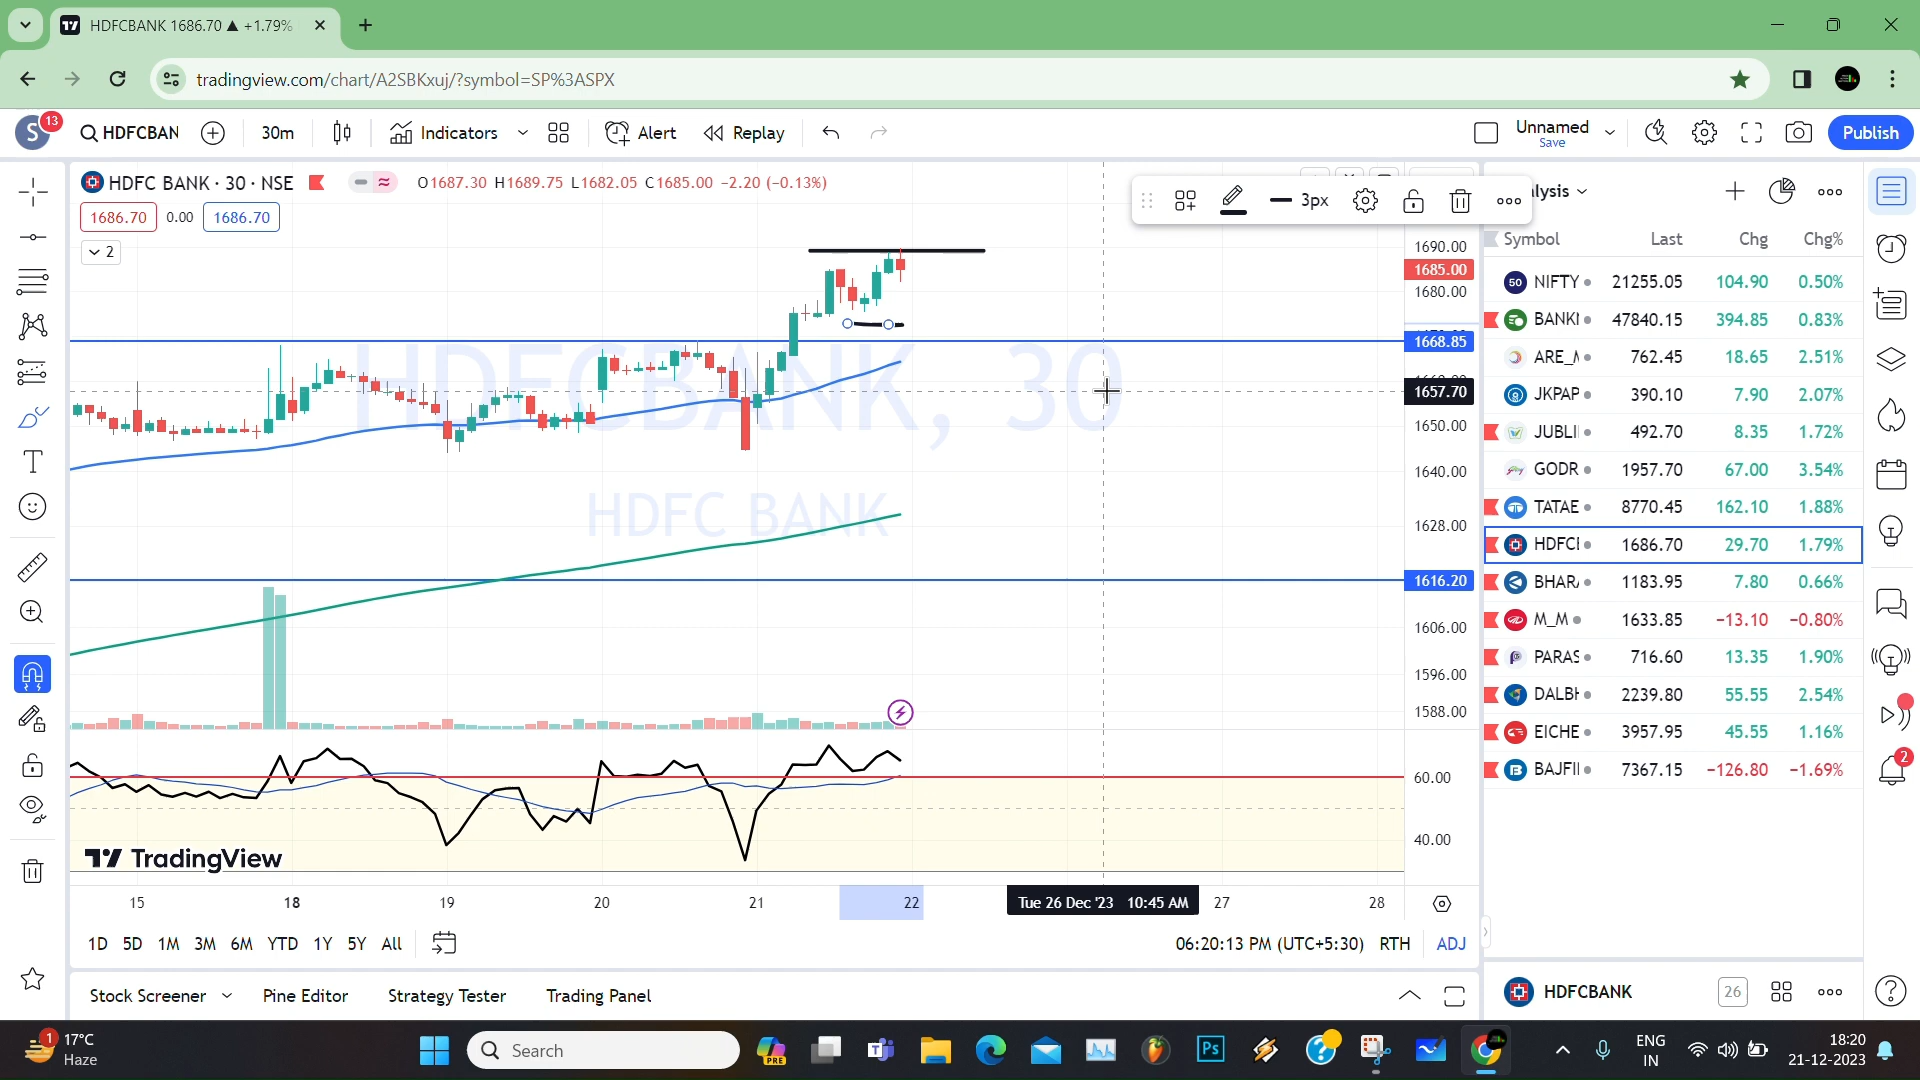 HDFCBANK 1686.70 ▲ +1.79%
tradingview.com/chart/A2SBKxuj/?symbol=SP%3ASPX
S 13 HDFCBAN 30m Indicators Alert Replay Unnamed Save Publish
HDFC BANK · 30 · NSE O1687.30 H1689.75 L1682.05 C1685.00 −2.20 (−0.13%)
1686.70 0.00 1686.70
2
3px
alysis
Symbol Last Chg Chg%
NIFTY 21255.05 104.90 0.50%
BANKI 47840.15 394.85 0.83%
ARE_ 762.45 18.65 2.51%
JKPAP 390.10 7.90 2.07%
JUBLI 492.70 8.35 1.72%
GODR 1957.70 67.00 3.54%
TATAE 8770.45 162.10 1.88%
HDFCE 1686.70 29.70 1.79%
BHAR 1183.95 7.80 0.66%
M_M 1633.85 −13.10 −0.80%
PARAS 716.60 13.35 1.90%
DALBH 2239.80 55.55 2.54%
EICHE 3957.95 45.55 1.16%
BAJFI 7367.15 −126.80 −1.69%
HDFCBANK, 30
HDFC BANK
1690.00
1685.00
1680.00
1668.85
1657.70
1650.00
1640.00
1628.00
1616.20
1606.00
1596.00
1588.00
60.00
40.00
TradingView
15 18 19 20 21 22 Tue 26 Dec '23 10:45 AM 27 28
1D 5D 1M 3M 6M YTD 1Y 5Y All 06:20:13 PM (UTC+5:30) RTH ADJ
Stock Screener Pine Editor Strategy Tester Trading Panel
HDFCBANK 26
2
1 17°C
Haze
Search
PRE
Ps
ENG
IN
18:20
21-12-2023